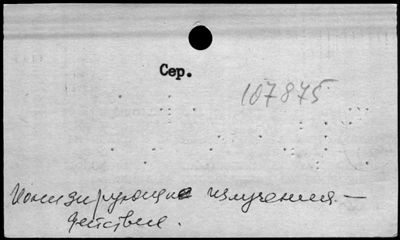 Сер.
107875
Ионизирующие излучения —
действие.